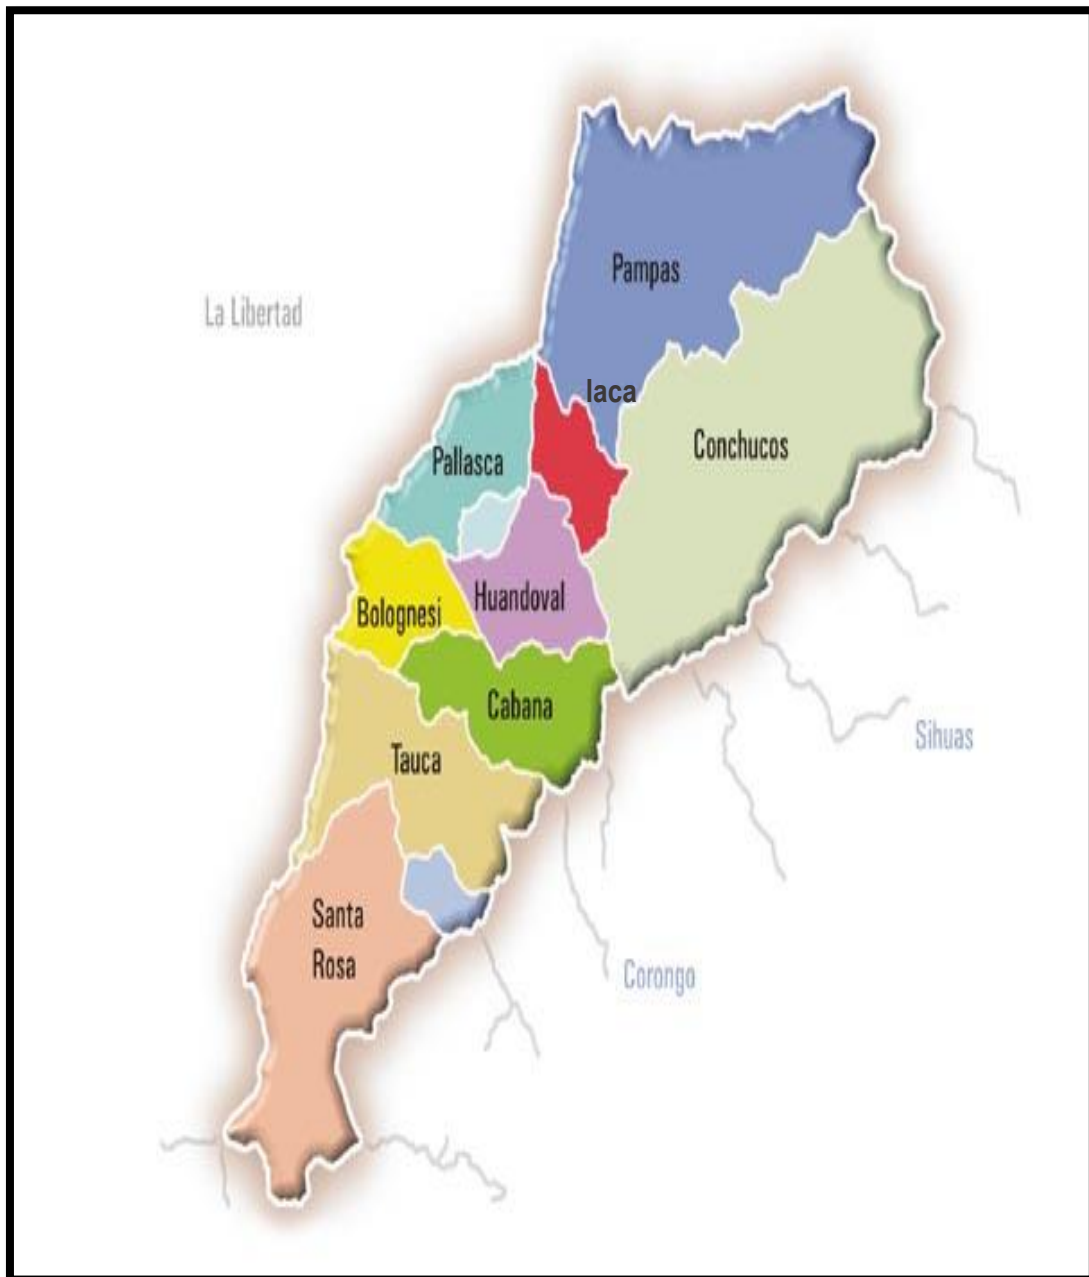 Pampas
La Libertad
laca
Conchucos
Pallasca
Huandoval
Bolognesi
Cabana
Sihuas
Tauca
Santa
Rosa
Corongo